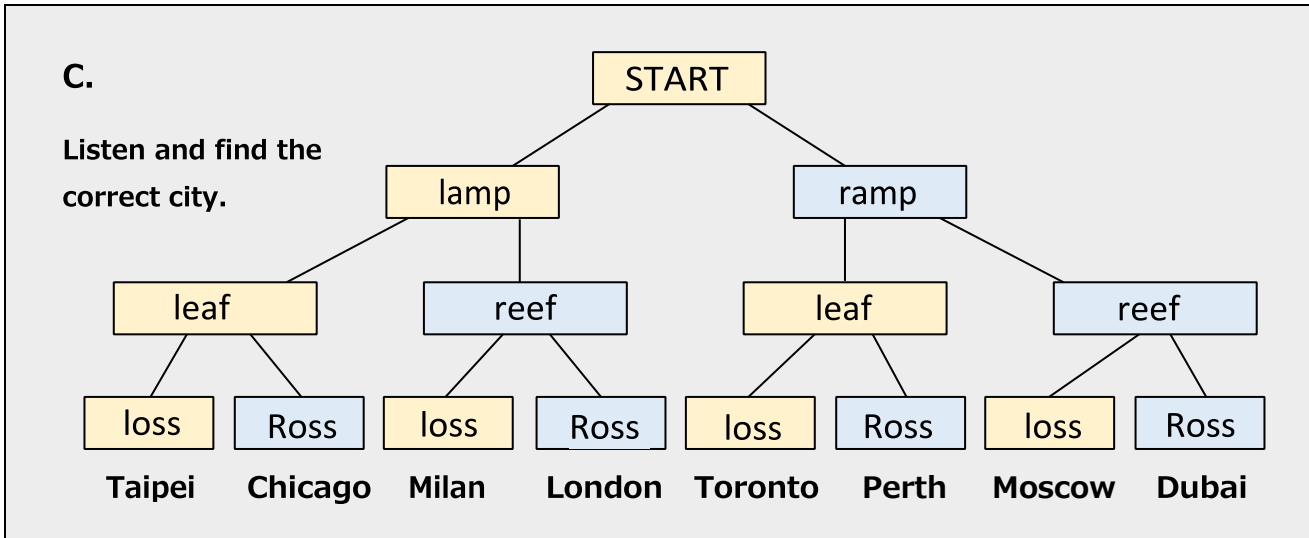 C.
START
Listen and find the
correct city.
lamp ramp
leaf reef leaf reef
loss Ross loss Ross loss Ross loss Ross
Taipei Chicago Milan London Toronto Perth Moscow Dubai